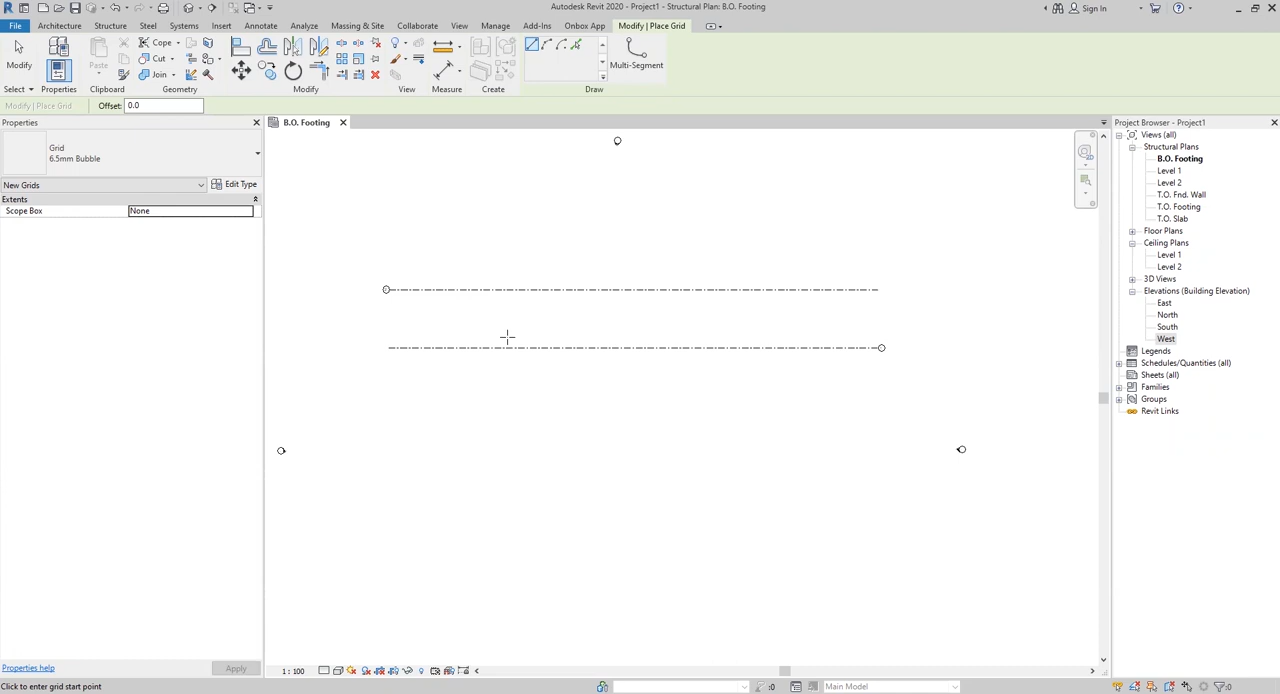 Autodesk Revit 2020 - Project1 - Structural Plan: B.O. Footing
Sign In
File Architecture Structure Steel Systems Insert Annotate Analyze Massing & Site Collaborate View Manage Add-Ins Onbox App Modify | Place Grid
Modify
Properties
Paste
Cope
Cut
Join
Multi-Segment
Select Properties Clipboard Geometry Modify View Measure Create Draw
Modify | Place Grid Offset: 0.0
Properties
Grid
6.5mm Bubble
New Grids Edit Type
Extents
Scope Box None
Properties help Apply
B.O. Footing
2D
1 : 100
Project Browser - Project1
Views (all)
Structural Plans
B.O. Footing
Level 1
Level 2
T.O. Fnd. Wall
T.O. Footing
T.O. Slab
Floor Plans
Ceiling Plans
Level 1
Level 2
3D Views
Elevations (Building Elevation)
East
North
South
West
Legends
Schedules/Quantities (all)
Sheets (all)
Families
Groups
Revit Links
Click to enter grid start point
:0
Main Model
:0